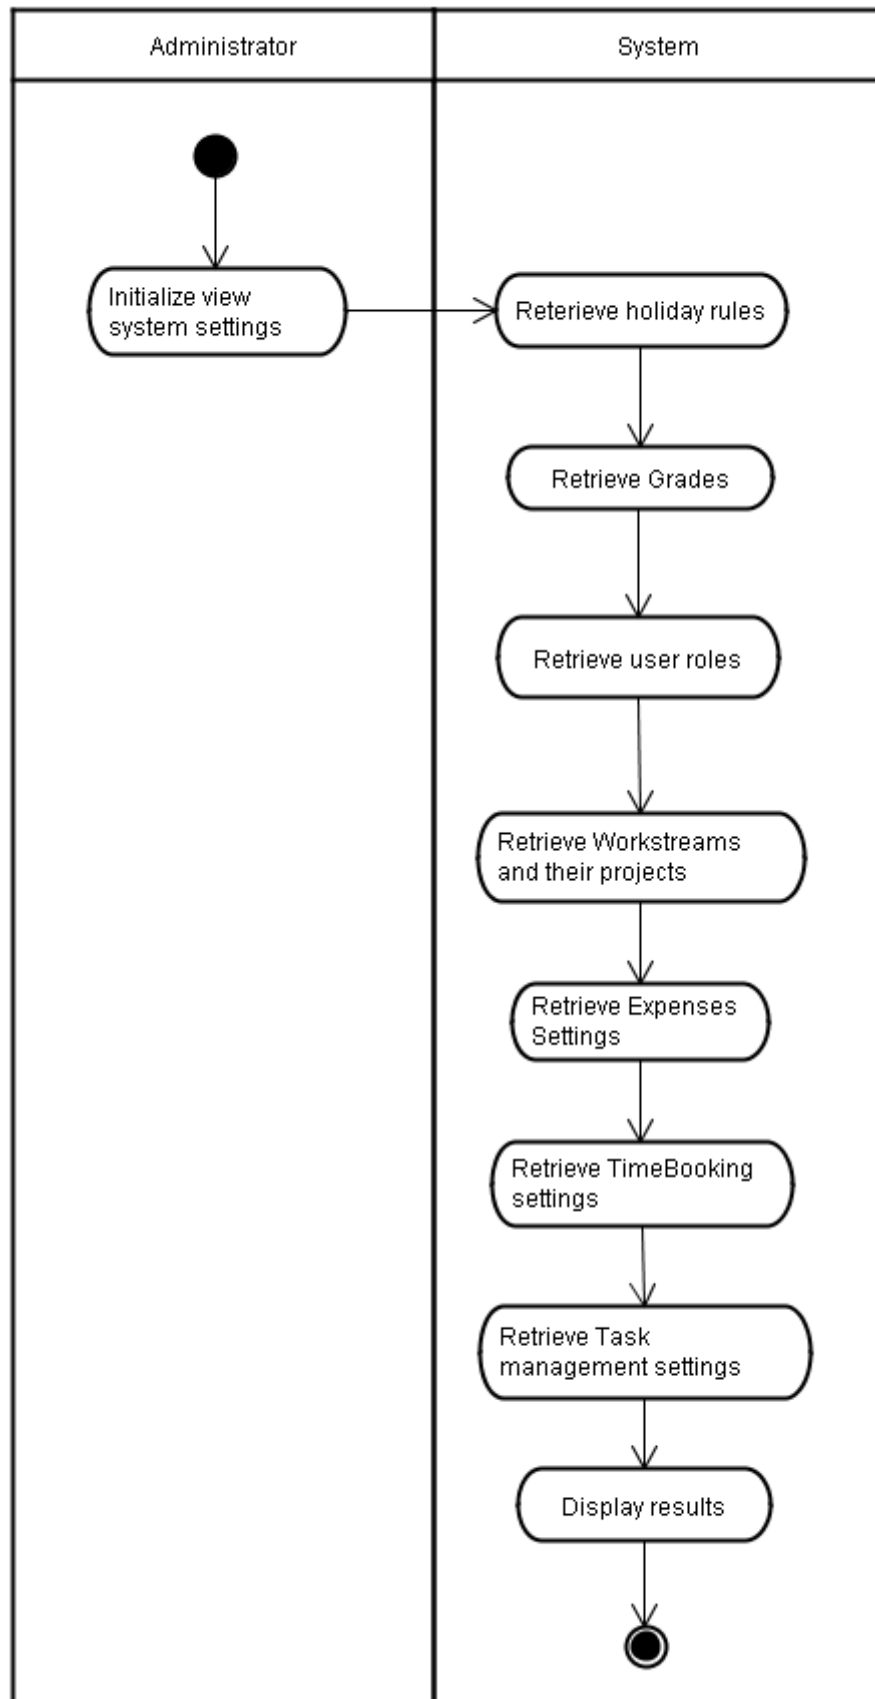 Administrator
System
Initialize view
system settings
Reterieve holiday rules
Retrieve Grades
Retrieve user roles
Retrieve Workstreams
and their projects
Retrieve Expenses
Settings
Retrieve TimeBooking
settings
Retrieve Task
management settings
Display results